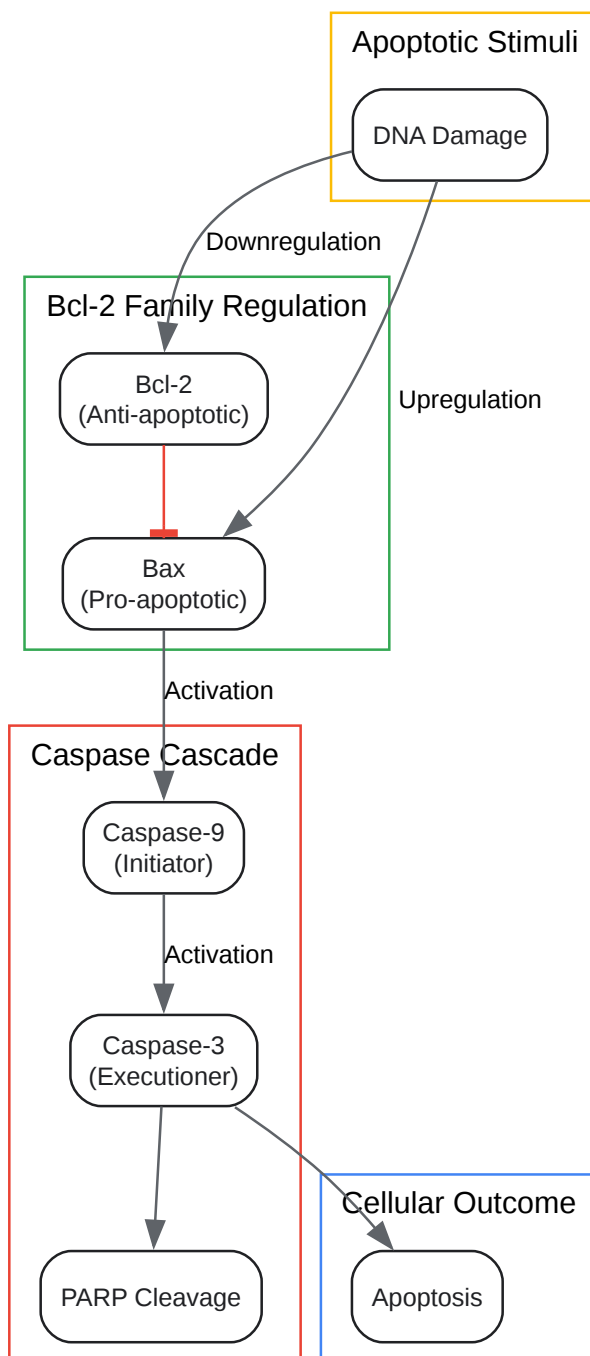 Apoptotic Stimuli
DNA Damage
Downregulation
Bcl-2 Family Regulation
Bcl-2
(Anti-apoptotic)
Upregulation
Bax
(Pro-apoptotic)
Activation
Caspase Cascade
Caspase-9
(Initiator)
Activation
Caspase-3
(Executioner)
Cellular Outcome
PARP Cleavage
Apoptosis